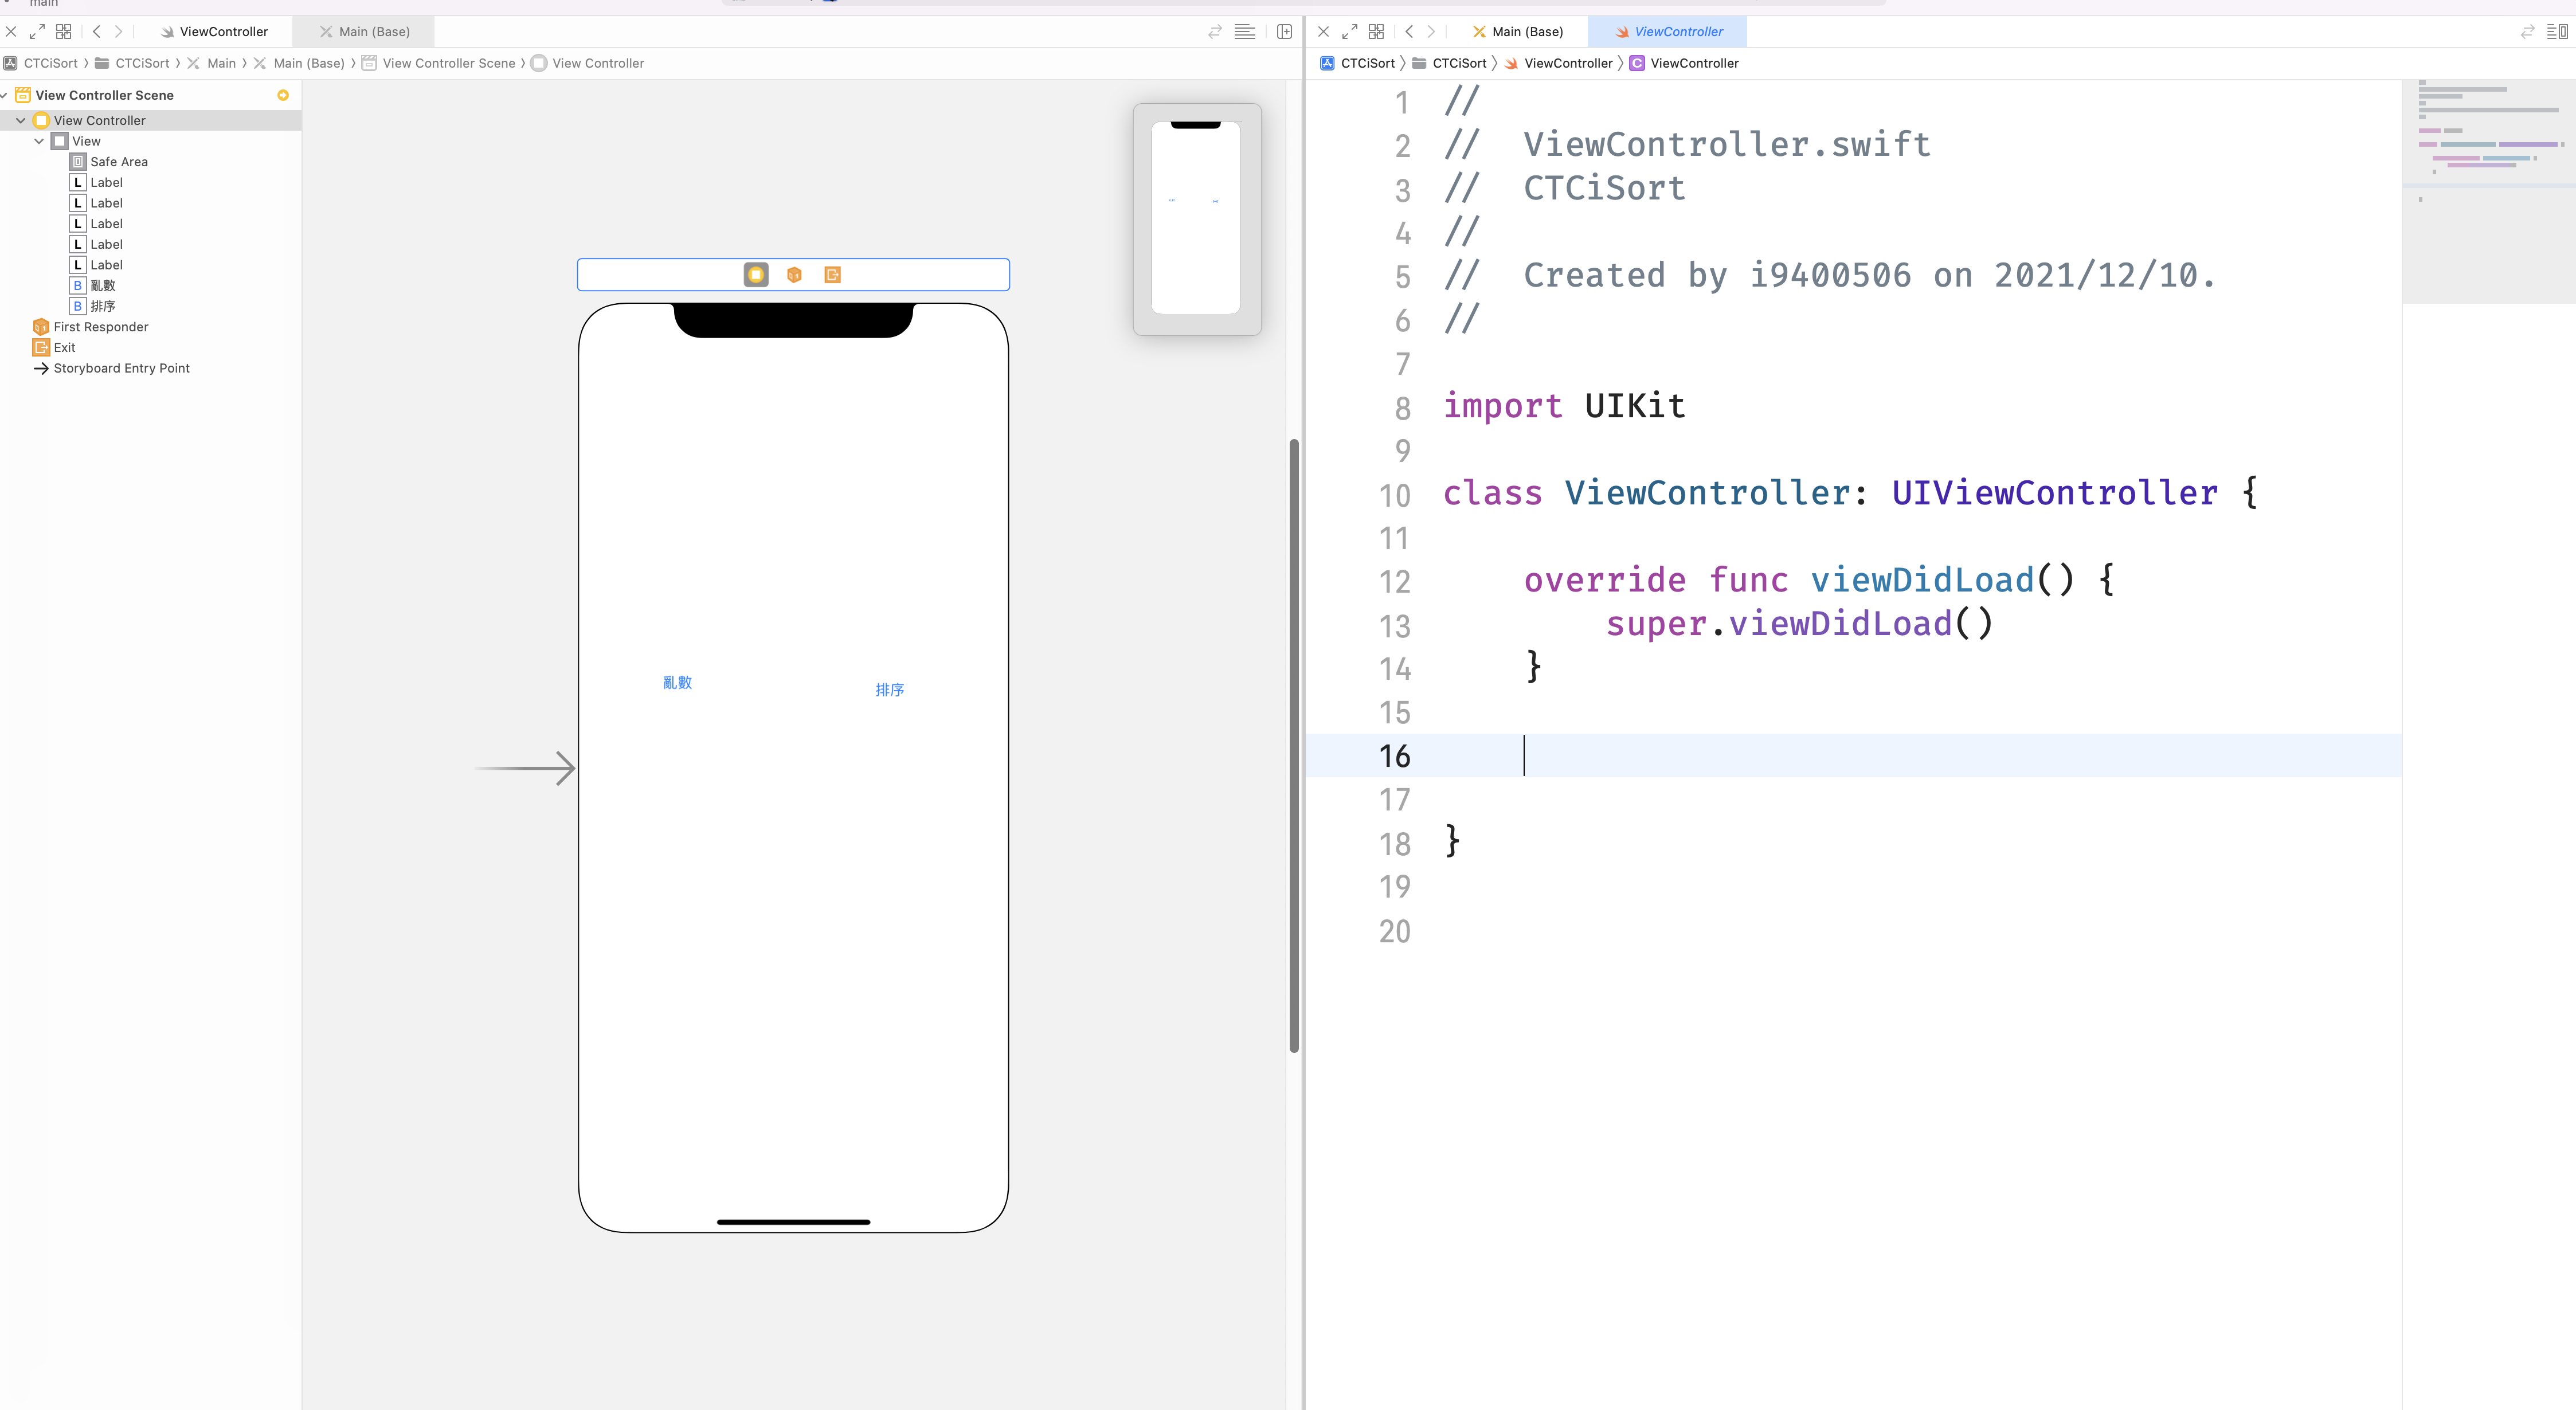 main
ViewController
Main (Base)
CTCiSort 〉 CTCiSort 〉 Main 〉 Main (Base) 〉 View Controller Scene 〉 View Controller
View Controller Scene
View Controller
View
Safe Area
L Label
L Label
L Label
L Label
L Label
B 亂數
B 排序
First Responder
Exit
Storyboard Entry Point
亂數
排序
Main (Base)
ViewController
CTCiSort 〉 CTCiSort 〉 ViewController 〉 C ViewController
1 //
2 //  ViewController.swift
3 //  CTCiSort
4 //
5 //  Created by i9400506 on 2021/12/10.
6 //
7
8 import UIKit
9
10 class ViewController: UIViewController {
11
12     override func viewDidLoad() {
13         super.viewDidLoad()
14     }
15
16
17
18 }
19
20